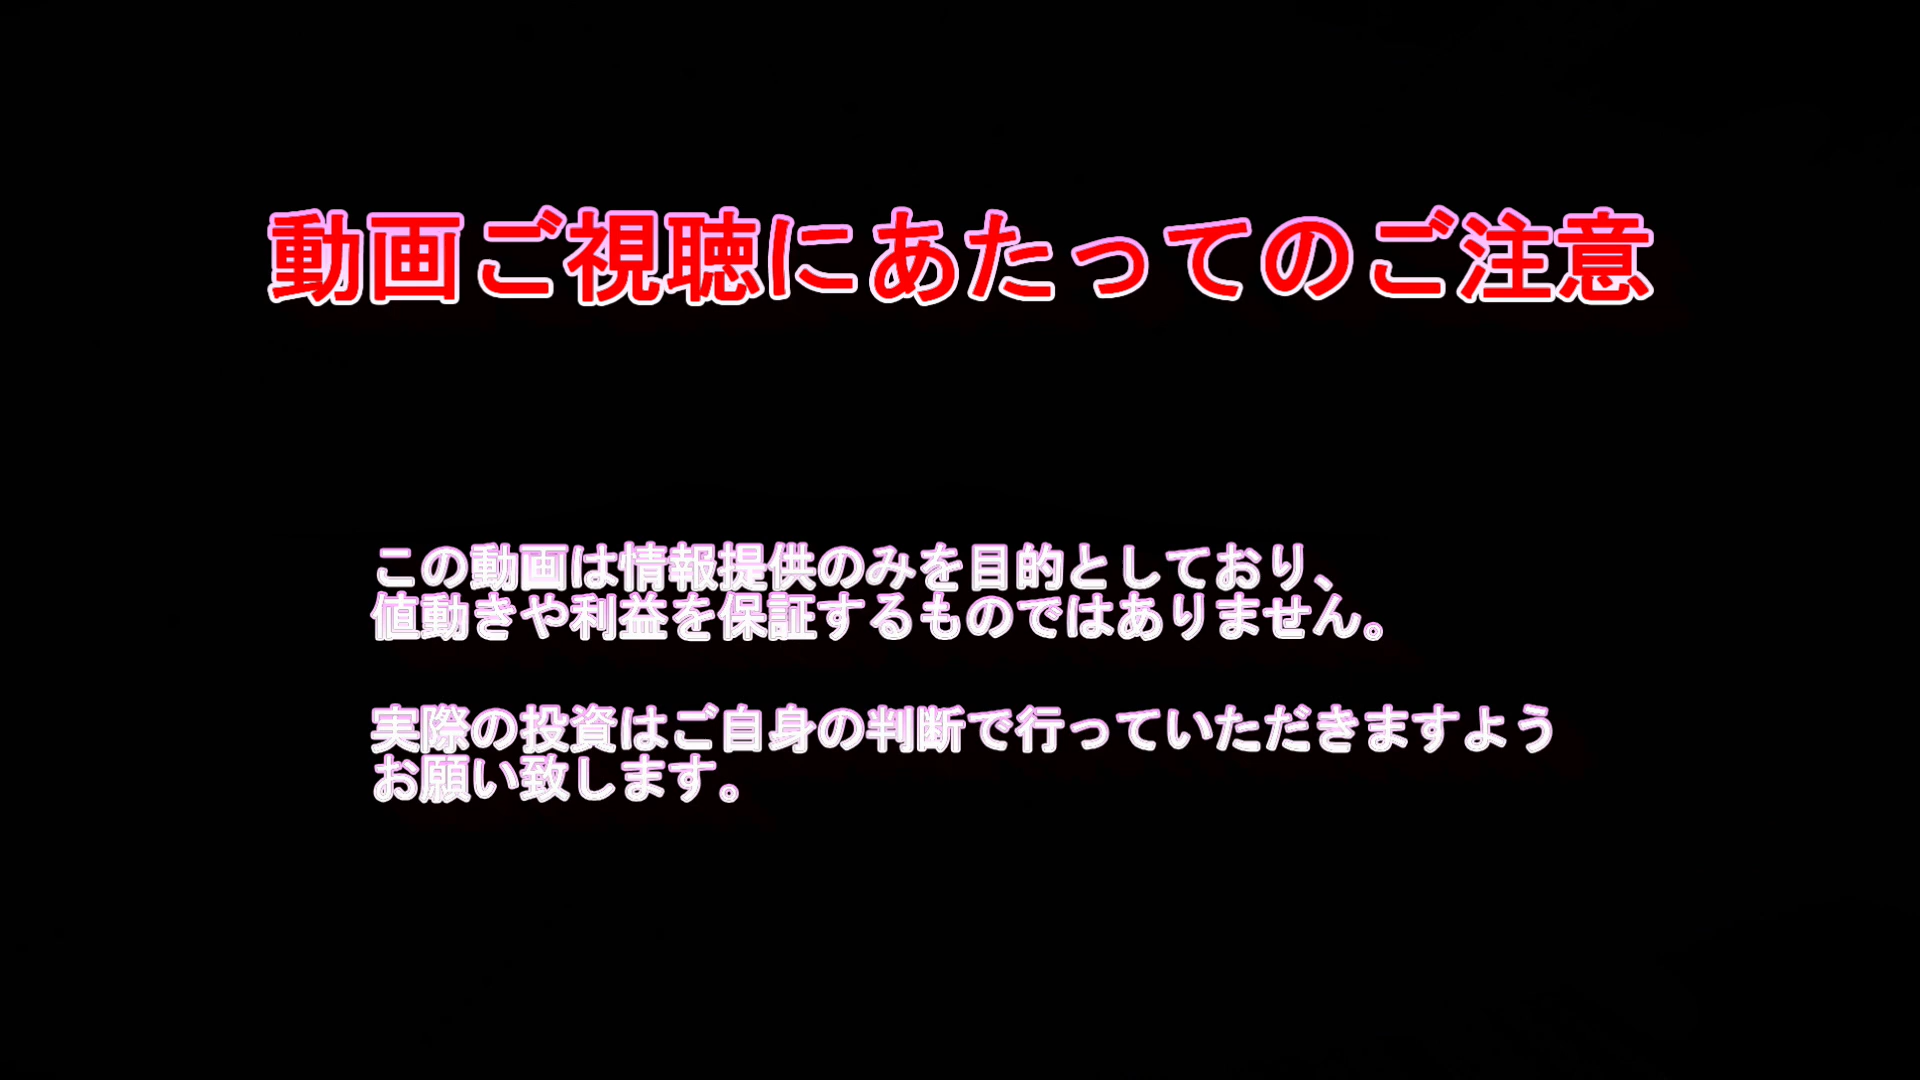 動画ご視聴にあたってのご注意
この動画は情報提供のみを目的としており、
値動きや利益を保証するものではありません。
実際の投資はご自身の判断で行っていただきますよう
お願い致します。